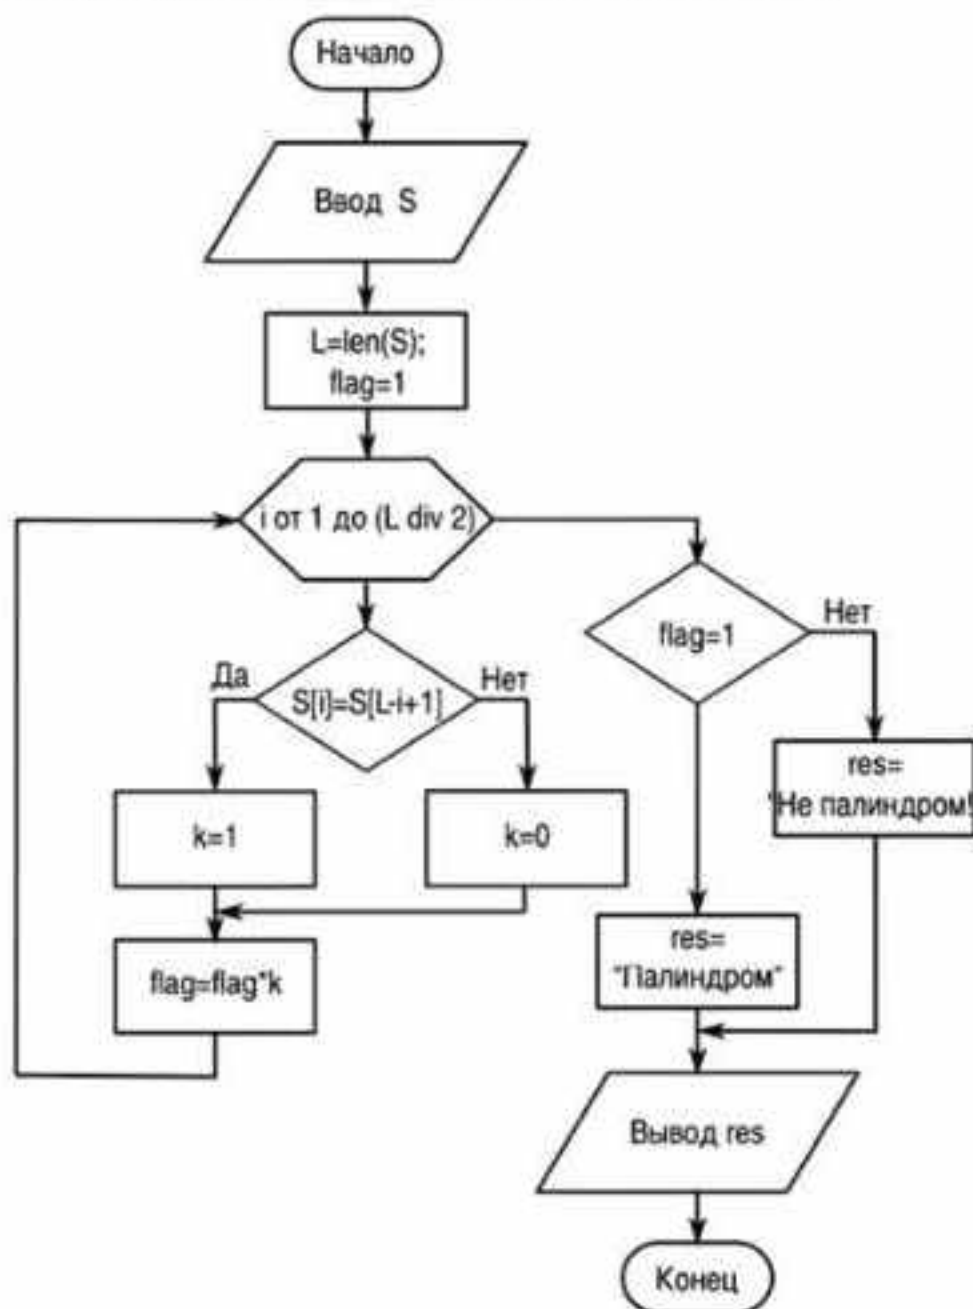 Начало
Ввод S
L=len(S);
flag=1
i от 1 до (L div 2)
Да
S[i]=S[L-i+1]
Нет
k=1
k=0
flag=flag*k
flag=1
Нет
res=
"Не палиндром!
res=
"Палиндром"
Вывод res
Конец